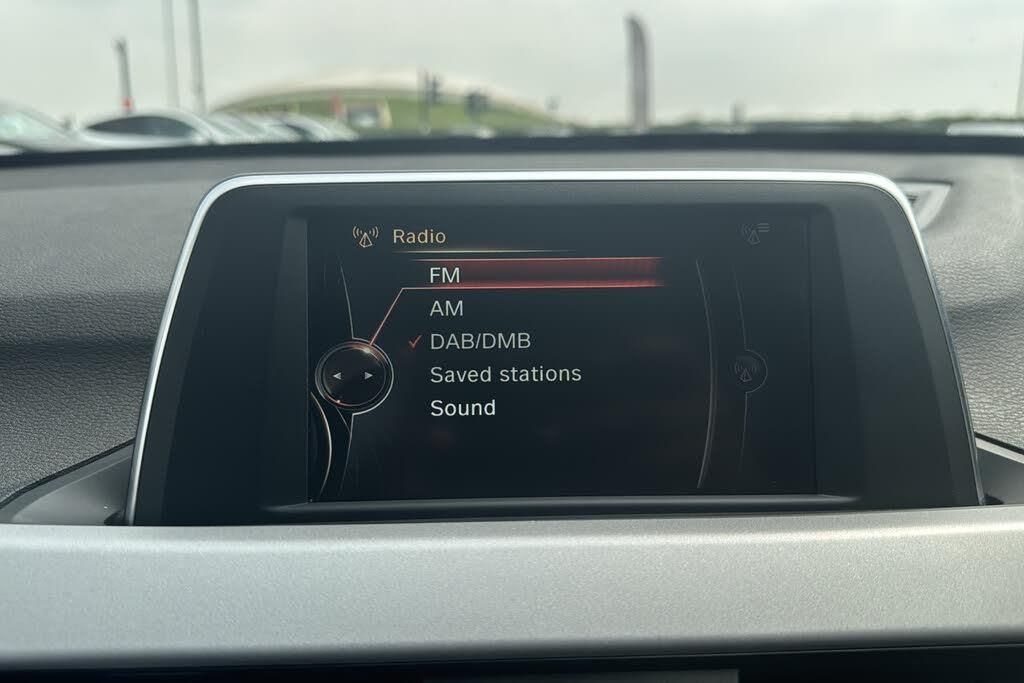 Radio
FM
AM
DAB/DMB
Saved stations
Sound